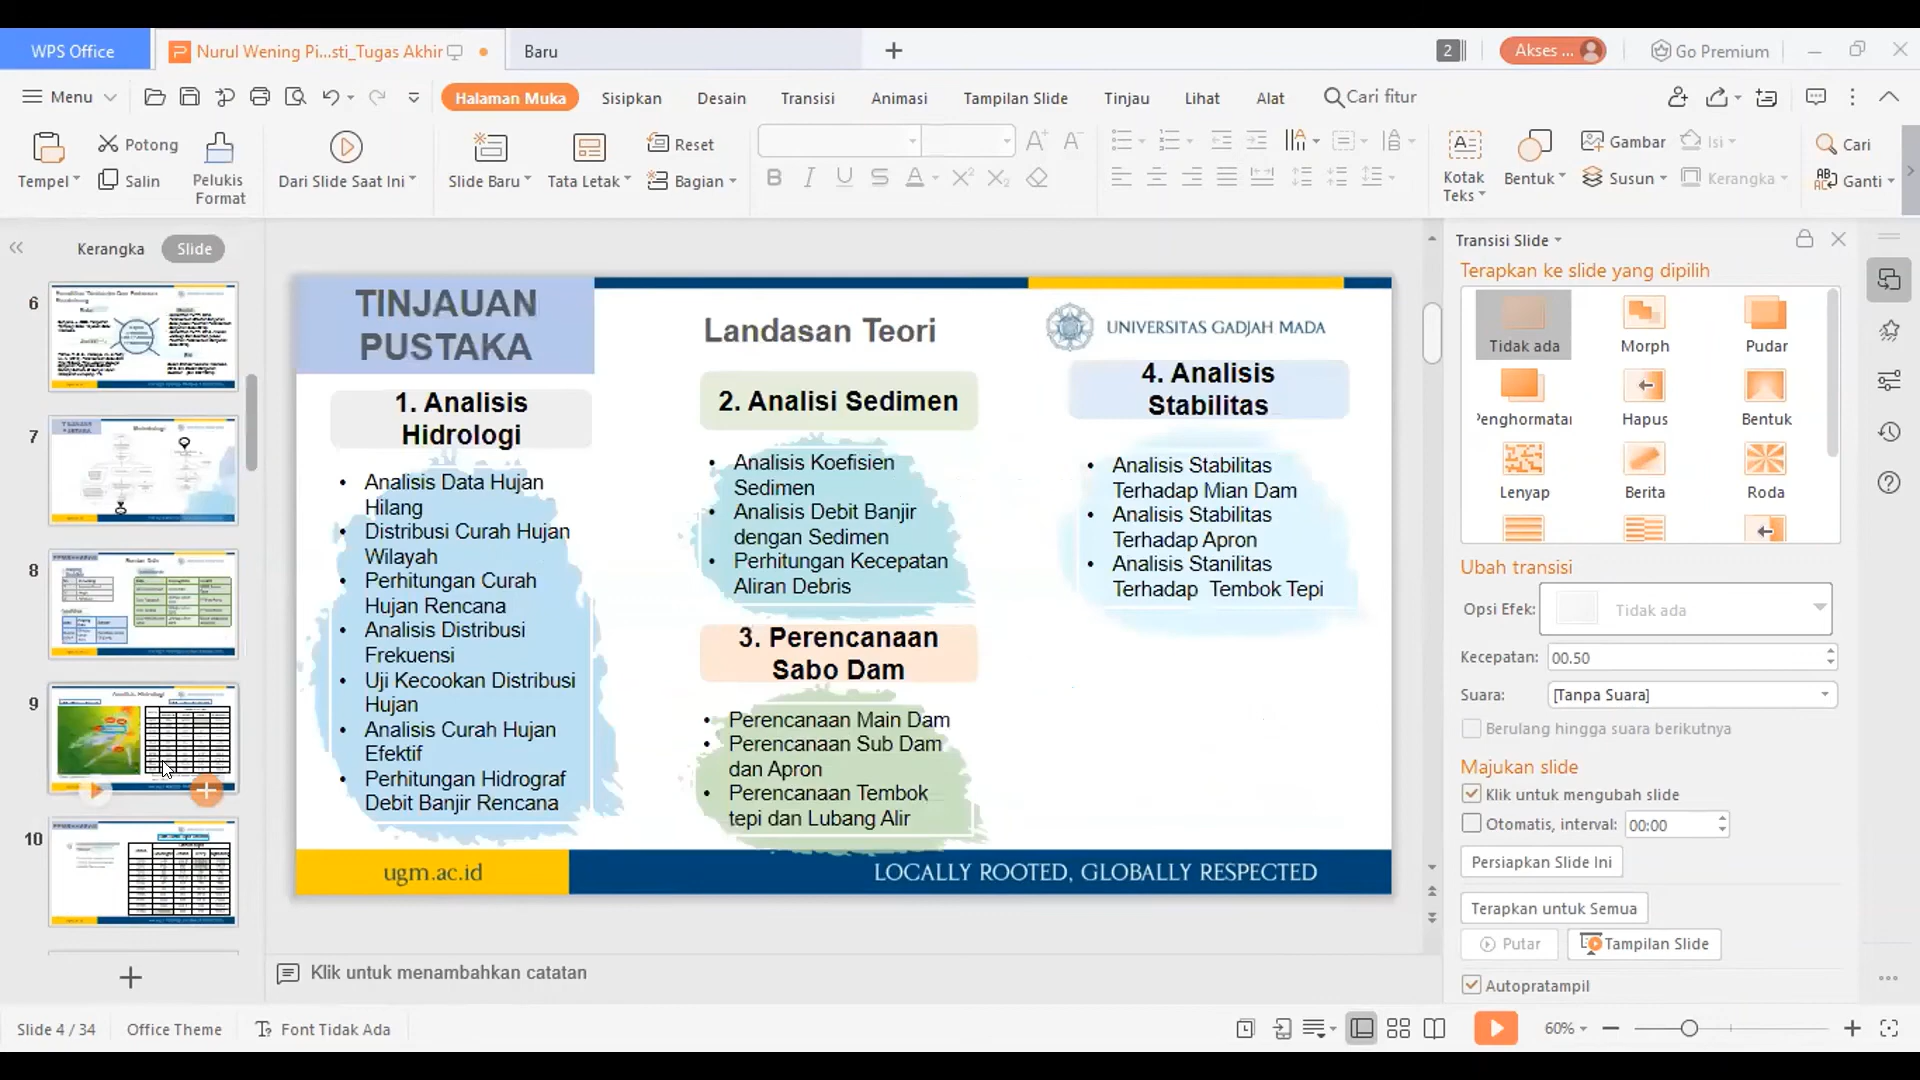 WPS Office
Nurul Wening Pi...sti_Tugas Akhir
Baru
2
Akses ...
Go Premium
Menu
Halaman Muka
Sisipkan
Desain
Transisi
Animasi
Tampilan Slide
Tinjau
Lihat
Alat
Cari fitur
Tempel
Potong
Salin
Pelukis Format
Dari Slide Saat Ini
Slide Baru
Tata Letak
Reset
Bagian
Kotak Teks
Bentuk
Gambar
Isi
Susun
Kerangka
Cari
Ganti
Kerangka
Slide
6
7
8
9
10
TINJAUAN
PUSTAKA
Landasan Teori
UNIVERSITAS GADJAH MADA
1. Analisis
Hidrologi
• Analisis Data Hujan
Hilang
• Distribusi Curah Hujan
Wilayah
• Perhitungan Curah
Hujan Rencana
• Analisis Distribusi
Frekuensi
• Uji Kecookan Distribusi
Hujan
• Analisis Curah Hujan
Efektif
• Perhitungan Hidrograf
Debit Banjir Rencana
2. Analisi Sedimen
• Analisis Koefisien
Sedimen
• Analisis Debit Banjir
dengan Sedimen
• Perhitungan Kecepatan
Aliran Debris
3. Perencanaan
Sabo Dam
• Perencanaan Main Dam
• Perencanaan Sub Dam
dan Apron
• Perencanaan Tembok
tepi dan Lubang Alir
4. Analisis
Stabilitas
• Analisis Stabilitas
Terhadap Mian Dam
• Analisis Stabilitas
Terhadap Apron
• Analisis Stanilitas
Terhadap Tembok Tepi
ugm.ac.id
LOCALLY ROOTED, GLOBALLY RESPECTED
Klik untuk menambahkan catatan
Transisi Slide
Terapkan ke slide yang dipilih
Tidak ada
Morph
Pudar
Penghormatan
Hapus
Bentuk
Lenyap
Berita
Roda
Ubah transisi
Opsi Efek: Tidak ada
Kecepatan: 00.50
Suara: [Tanpa Suara]
Berulang hingga suara berikutnya
Majukan slide
Klik untuk mengubah slide
Otomatis, interval: 00:00
Persiapkan Slide Ini
Terapkan untuk Semua
Putar
Tampilan Slide
Autopratampil
Slide 4 / 34
Office Theme
Font Tidak Ada
60%